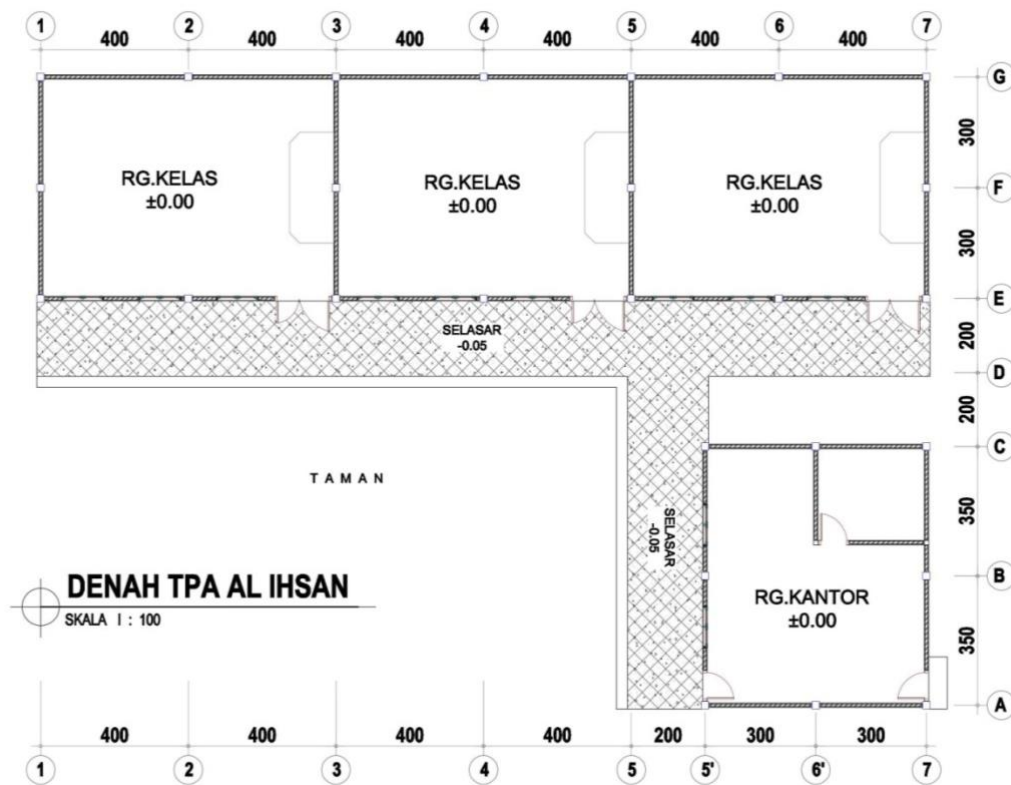 1 2 3 4 5 6 7
400 400 400 400 400 400
G
300
RG.KELAS
±0.00
RG.KELAS
±0.00
RG.KELAS
±0.00
F
300
E
SELASAR
-0.05
200
D
200
C
TAMAN
350
SELASAR
-0.05
B
DENAH TPA AL IHSAN
SKALA I : 100
RG.KANTOR
±0.00
350
A
400 400 400 400 200 300 300
1 2 3 4 5 5' 6' 7